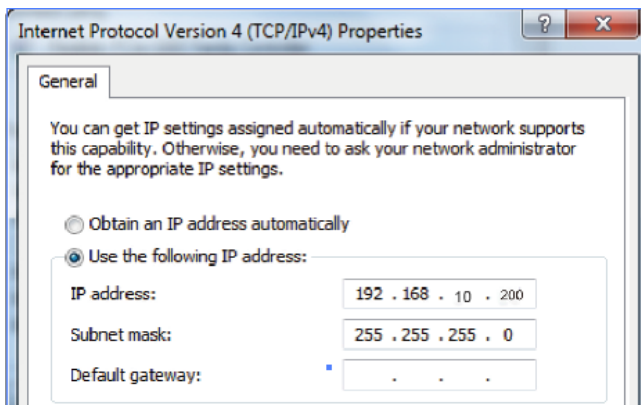 Internet Protocol Version 4 (TCP/IPv4) Properties
General
You can get IP settings assigned automatically if your network supports
this capability. Otherwise, you need to ask your network administrator
for the appropriate IP settings.
Obtain an IP address automatically
Use the following IP address:
IP address: 192 . 168 . 10 . 200
Subnet mask: 255 . 255 . 255 . 0
Default gateway: . . .